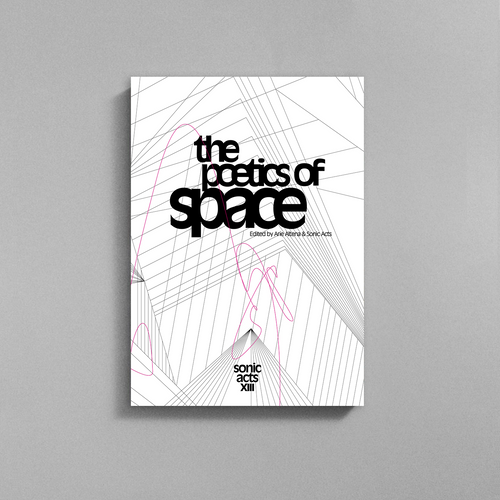 the
poetics of
space
Edited by Arie Altena & Sonic Acts
sonic
acts
XIII